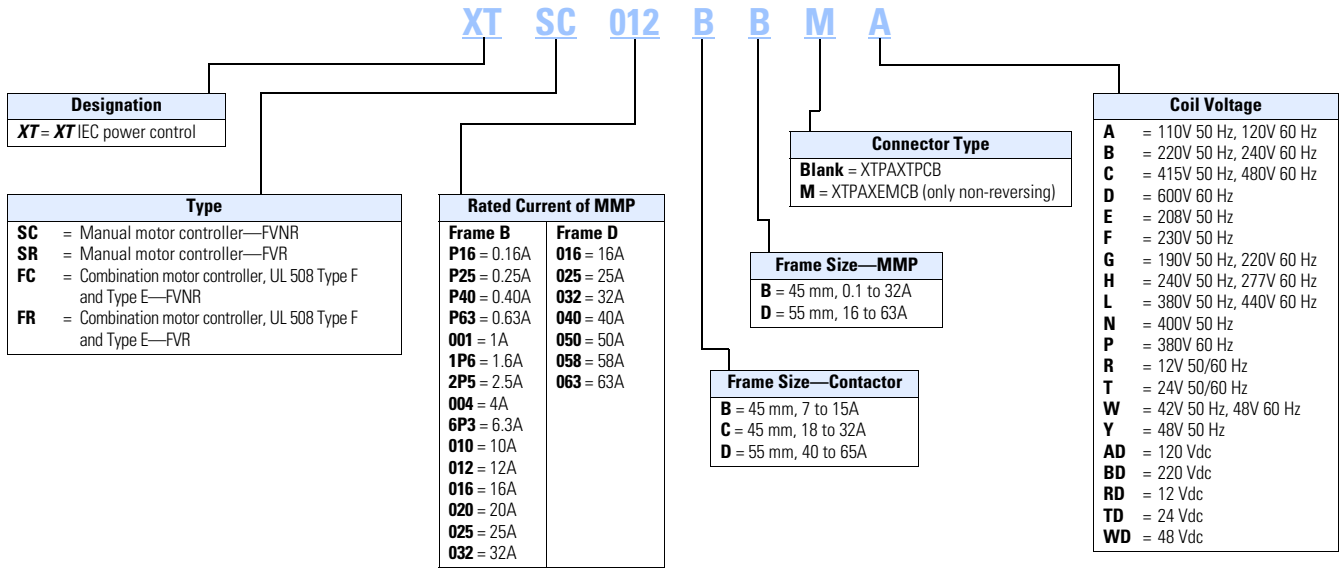 XT SC 012 B B M A
Designation
XT = XT IEC power control
Type
SC = Manual motor controller—FVNR
SR = Manual motor controller—FVR
FC = Combination motor controller, UL 508 Type F
and Type E—FVNR
FR = Combination motor controller, UL 508 Type F
and Type E—FVR
Rated Current of MMP
Frame B
P16 = 0.16A
P25 = 0.25A
P40 = 0.40A
P63 = 0.63A
001 = 1A
1P6 = 1.6A
2P5 = 2.5A
004 = 4A
6P3 = 6.3A
010 = 10A
012 = 12A
016 = 16A
020 = 20A
025 = 25A
032 = 32A
Frame D
016 = 16A
025 = 25A
032 = 32A
040 = 40A
050 = 50A
058 = 58A
063 = 63A
Frame Size—Contactor
B = 45 mm, 7 to 15A
C = 45 mm, 18 to 32A
D = 55 mm, 40 to 65A
Frame Size—MMP
B = 45 mm, 0.1 to 32A
D = 55 mm, 16 to 63A
Connector Type
Blank = XTPAXTPCB
M = XTPAXEMCB (only non-reversing)
Coil Voltage
A = 110V 50 Hz, 120V 60 Hz
B = 220V 50 Hz, 240V 60 Hz
C = 415V 50 Hz, 480V 60 Hz
D = 600V 60 Hz
E = 208V 50 Hz
F = 230V 50 Hz
G = 190V 50 Hz, 220V 60 Hz
H = 240V 50 Hz, 277V 60 Hz
L = 380V 50 Hz, 440V 60 Hz
N = 400V 50 Hz
P = 380V 60 Hz
R = 12V 50/60 Hz
T = 24V 50/60 Hz
W = 42V 50 Hz, 48V 60 Hz
Y = 48V 50 Hz
AD = 120 Vdc
BD = 220 Vdc
RD = 12 Vdc
TD = 24 Vdc
WD = 48 Vdc